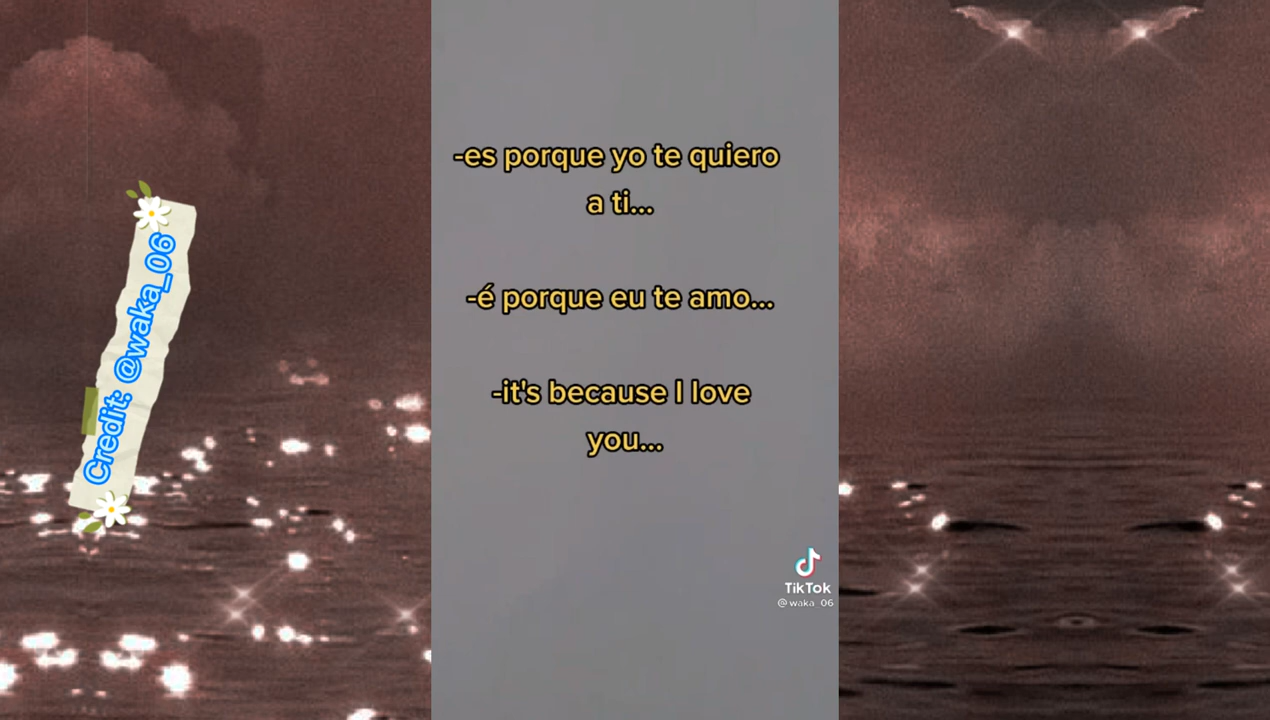 Credit: @waka_06
-es porque yo te quiero
a ti...
-é porque eu te amo...
-it's because I love
you...
TikTok
@waka_06